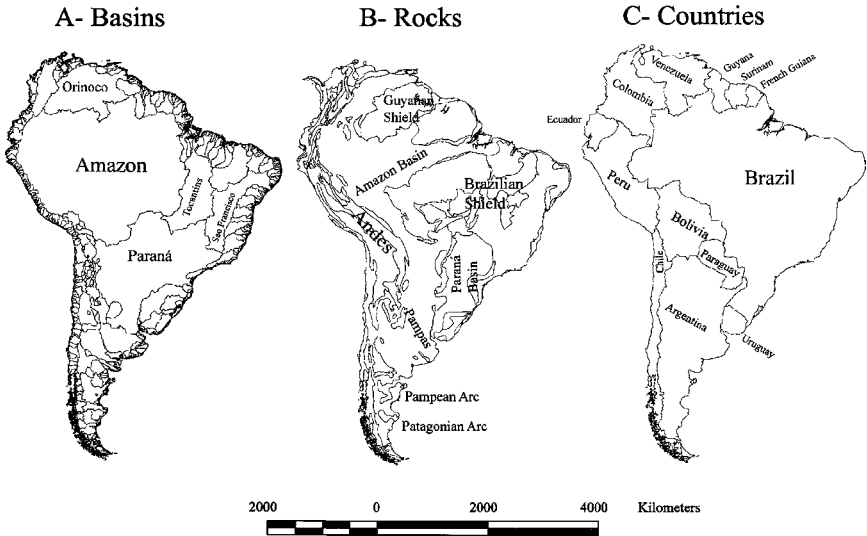 A- Basins
Orinoco
Amazon
Tocantins
Sao Francisco
Paraná
B- Rocks
Guyanan
Shield
Amazon Basin
Brazilian
Shield
Andes
Paraná
Basin
Pampas
Pampean Arc
Patagonian Arc
C- Countries
Venezuela
Guyana
Surinam
French Guiana
Colombia
Ecuador
Peru
Brazil
Bolivia
Chile
Paraguay
Argentina
Uruguay
2000 0 2000 4000 Kilometers